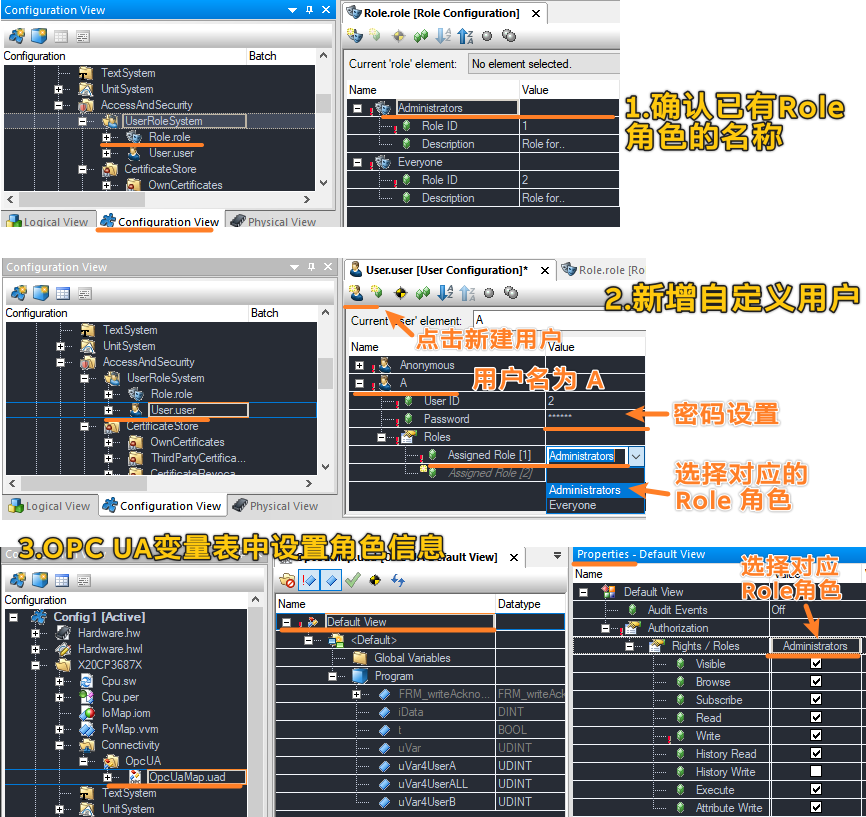 Configuration View
Configuration
Batch
TextSystem
UnitSystem
AccessAndSecurity
UserRoleSystem
Role.role
User.user
CertificateStore
OwnCertificates
Logical View
Configuration View
Physical View
Role.role [Role Configuration]
Current 'role' element:
No element selected.
Name
Value
Administrators
Role ID
1
Description
Role for..
Everyone
Role ID
2
Description
Role for..
1.确认已有Role
角色的名称
Configuration View
Configuration
Batch
TextSystem
UnitSystem
AccessAndSecurity
UserRoleSystem
Role.role
User.user
CertificateStore
OwnCertificates
ThirdPartyCertifica...
Logical View
Configuration View
Physical View
User.user [User Configuration]*
Role.role [Ro
2.新增自定义用户
Current 'user' element:
A
点击新建用户
Name
Value
Anonymous
A
用户名为 A
User ID
2
Password
******
密码设置
Roles
Assigned Role [1]
Administrators
Assigned Role [2]
Administrators
Everyone
选择对应的
Role 角色
3.OPC UA变量表中设置角色信息
Configuration
Config1 [Active]
Hardware.hw
Hardware.hwl
X20CP3687X
Cpu.sw
Cpu.per
IoMap.iom
PvMap.vvm
Connectivity
OpcUA
OpcUaMap.uad
TextSystem
UnitSystem
Default View]
Name
Datatype
Default View
<Default>
Global Variables
Program
FRM_writeAckno...
FRM_writeAck
iData
DINT
t
BOOL
uVar
UDINT
uVar4UserA
UDINT
uVar4UserALL
UDINT
uVar4UserB
UDINT
Properties - Default View
Name
选择对应
Role角色
Default View
Audit Events
Off
Authorization
Rights / Roles
Administrators
Visible
Browse
Subscribe
Read
Write
History Read
History Write
Execute
Attribute Write